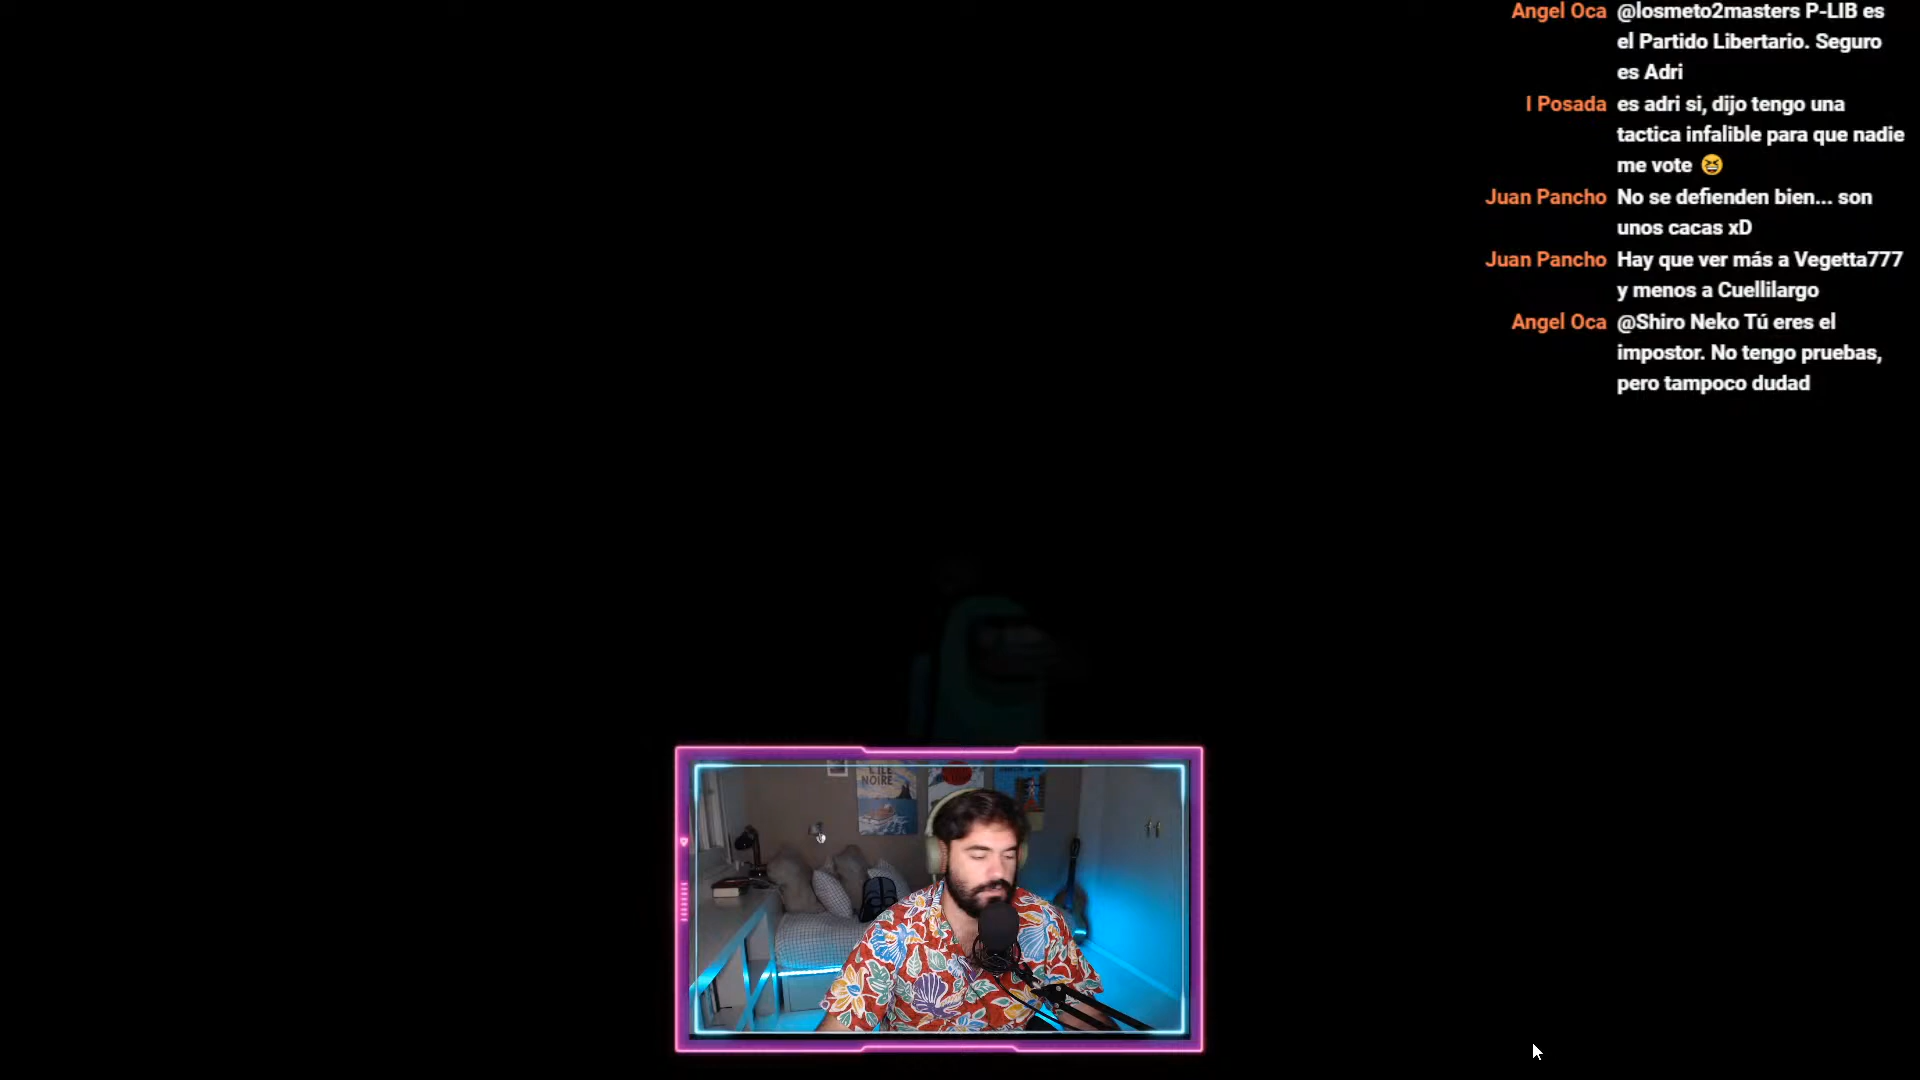 Angel Oca @losmeto2masters P-LIB es
el Partido Libertario. Seguro
es Adri
I Posada es adri si, dijo tengo una
tactica infalible para que nadie
me vote 😆
Juan Pancho No se defienden bien... son
unos cacas xD
Juan Pancho Hay que ver más a Vegetta777
y menos a Cuellilargo
Angel Oca @Shiro Neko Tú eres el
impostor. No tengo pruebas,
pero tampoco dudad
L'ÎLE
NOIRE